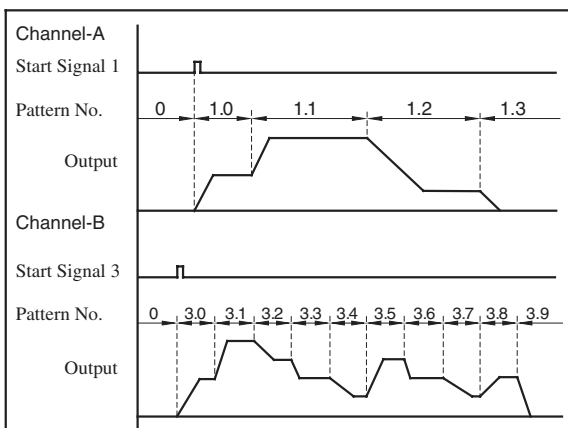 Channel-A
Start Signal 1
Pattern No. 0 1.0 1.1 1.2 1.3
Output
Channel-B
Start Signal 3
Pattern No. 0 3.0 3.1 3.2 3.3 3.4 3.5 3.6 3.7 3.8 3.9
Output